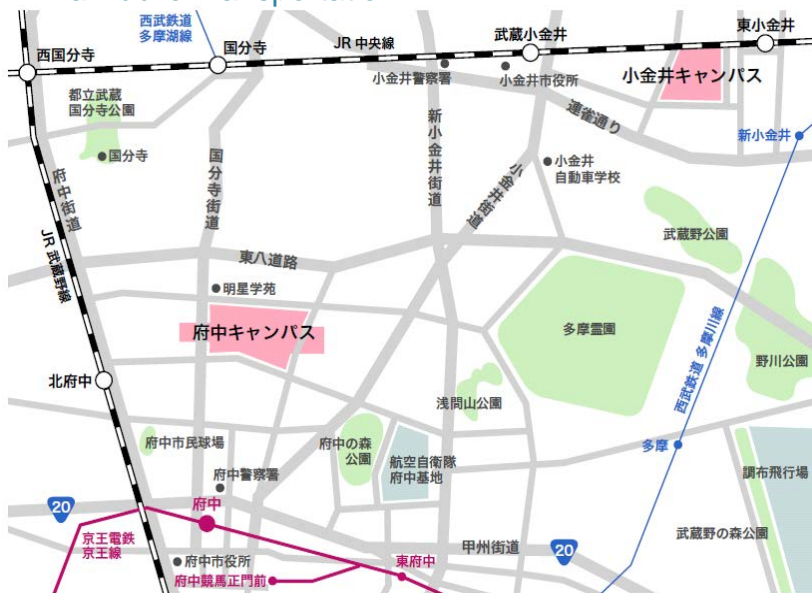 西武鉄道
多摩湖線
西国分寺
国分寺
JR 中央線
武蔵小金井
東小金井
小金井警察署
小金井市役所
小金井キャンパス
都立武蔵
国分寺公園
国分寺
新小金井街道
連雀通り
新小金井
府中街道
国分寺街道
小金井街道
小金井
自動車学校
JR 武蔵野線
東八道路
武蔵野公園
明星学苑
府中キャンパス
多摩霊園
西武鉄道 多摩川線
野川公園
北府中
浅間山公園
府中市民球場
府中の森
公園
航空自衛隊
府中基地
多摩
調布飛行場
府中警察署
20
府中
武蔵野の森公園
京王電鉄
京王線
甲州街道
20
府中市役所
東府中
府中競馬正門前